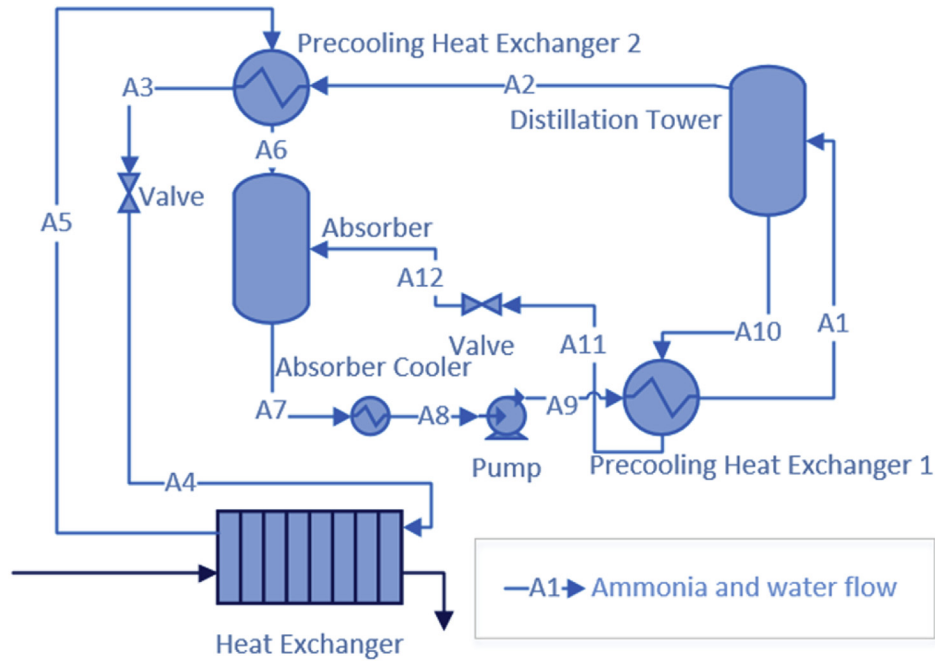 Precooling Heat Exchanger 2
A3
A2
Distillation Tower
A6
Valve
A5
Absorber
A12
Valve
A11
A10
A1
Absorber Cooler
A7
A8
A9
Pump
Precooling Heat Exchanger 1
A4
A1 Ammonia and water flow
Heat Exchanger